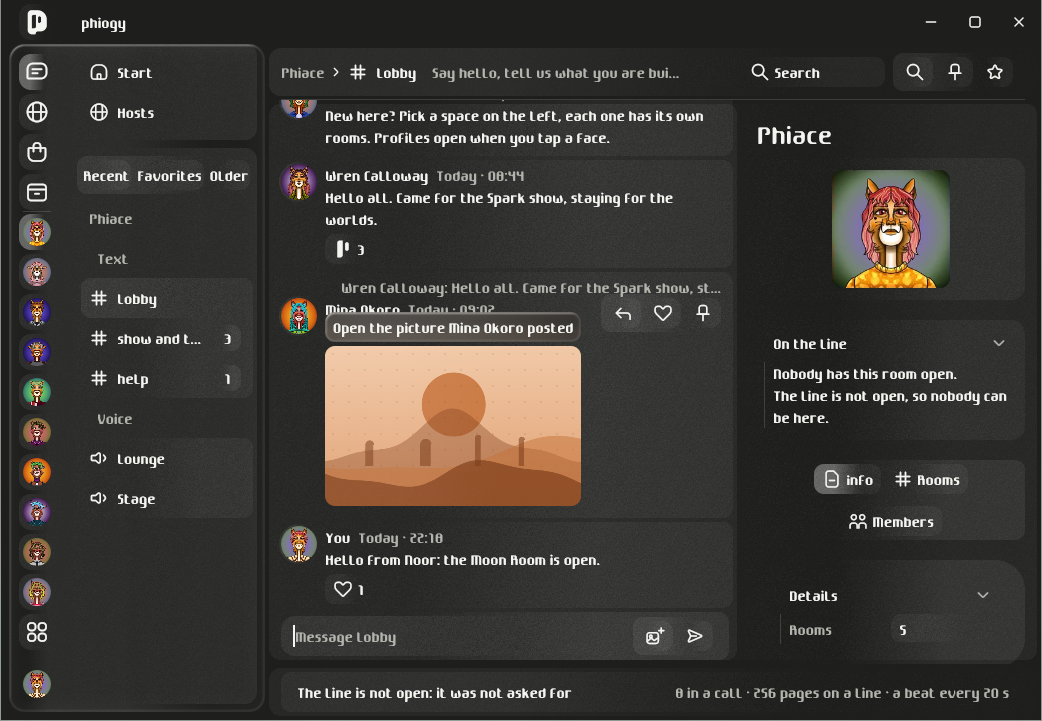 phiogy
Start
Hosts
Recent Favorites Older
Phiace
Text
lobby
show and t... 3
help 1
Voice
Lounge
Stage
Phiace > # Lobby Say hello, tell us what you are bui...
Search
New here? Pick a space on the left, each one has its own
rooms. Profiles open when you tap a face.
Wren Calloway Today · 08:44
Hello all. Came for the Spark show, staying for the
worlds.
3
Wren Calloway: Hello all. Came for the Spark show, st...
Mina Okoro Today · 09:02
Open the picture Mina Okoro posted
You Today · 22:10
Hello from Noor: the Moon Room is open.
1
Message Lobby
Phiace
On the line
Nobody has this room open.
The line is not open, so nobody can
be here.
info
Rooms
Members
Details
Rooms 5
The line is not open: it was not asked for
0 in a call · 256 pages on a line · a beat every 20 s